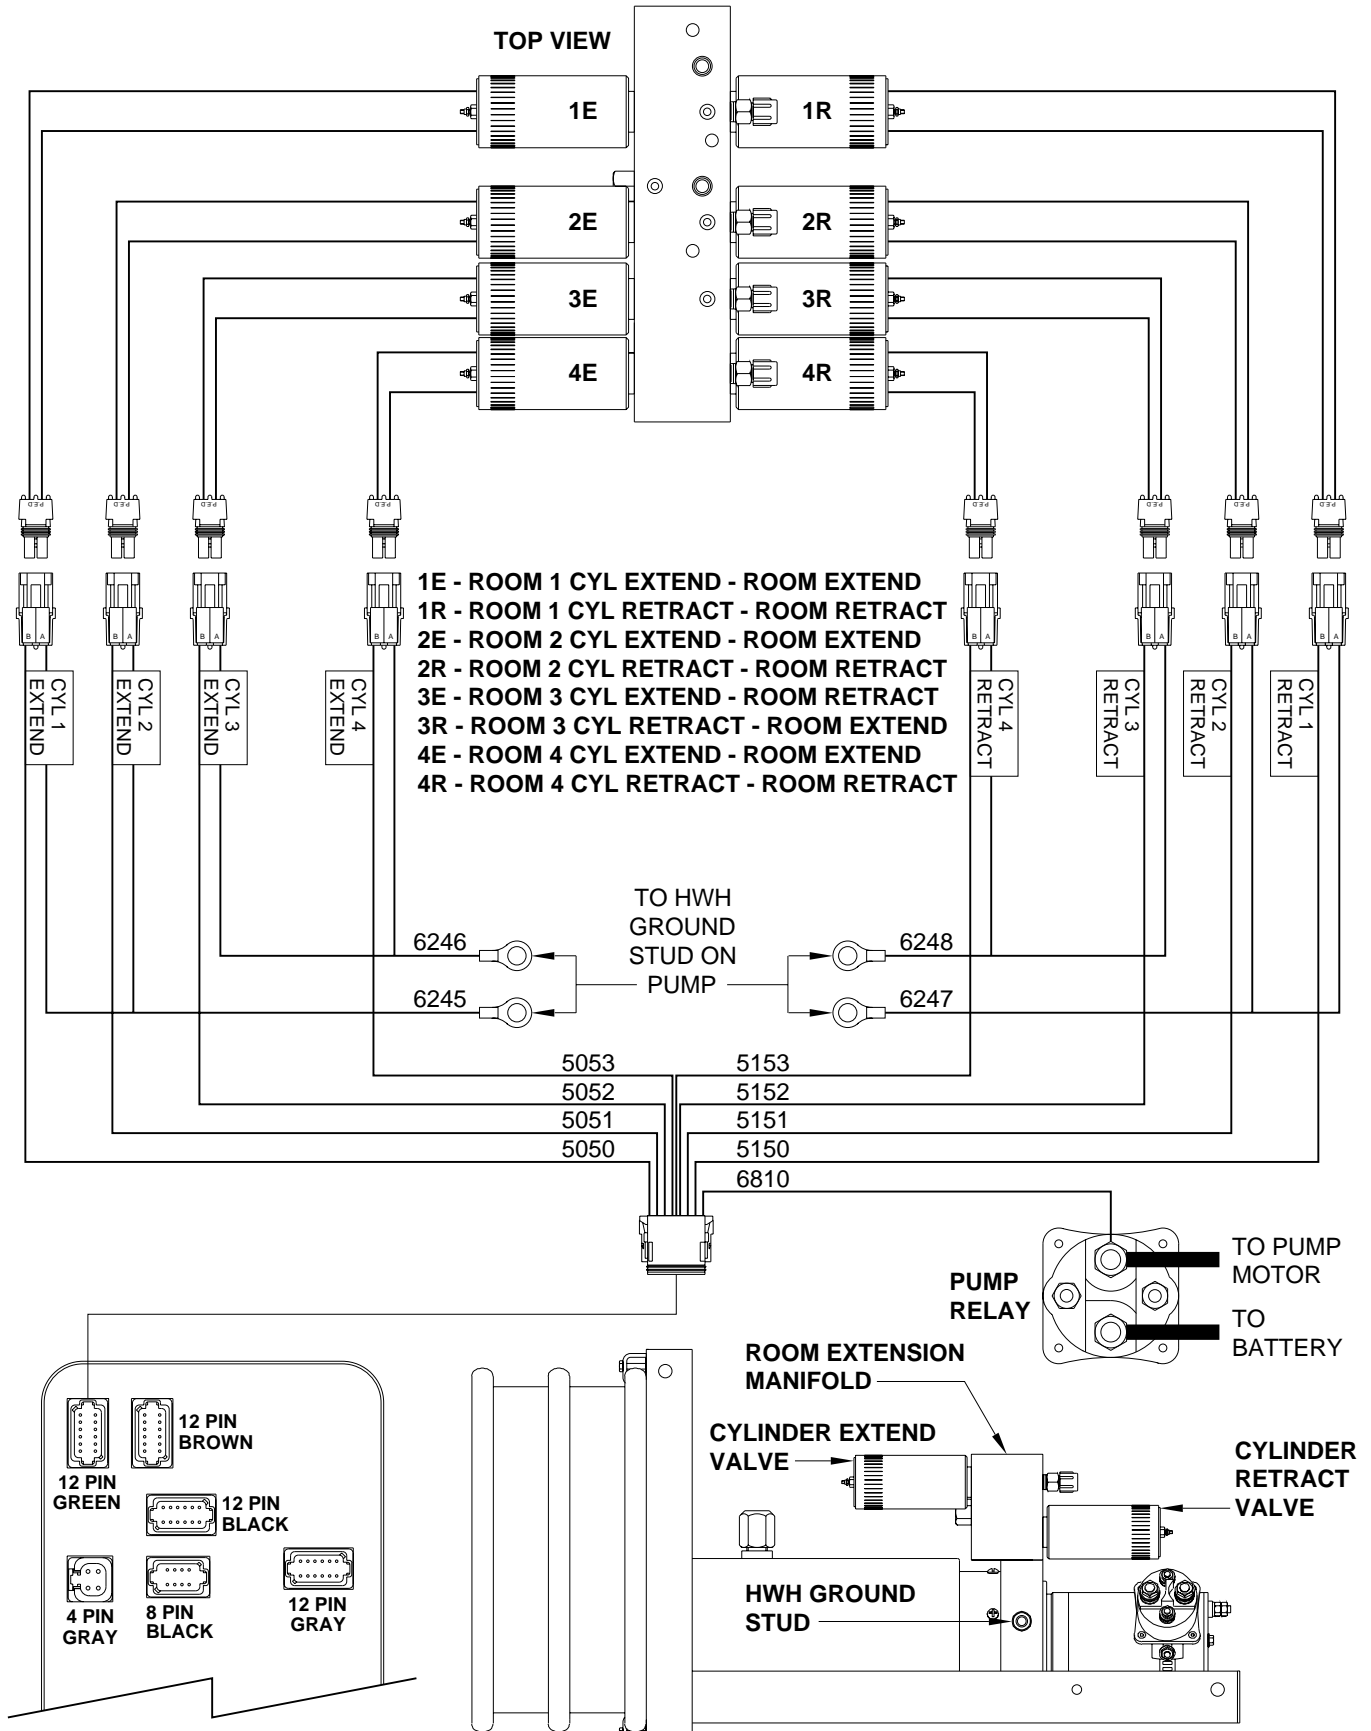 TOP VIEW
1E
1R
2E
2R
3E
3R
4E
4R
P.E.D
P.E.D
P.E.D
P.E.D
P.E.D
P.E.D
P.E.D
P.E.D
B A
B A
B A
B A
B A
B A
B A
B A
1E - ROOM 1 CYL EXTEND - ROOM EXTEND
1R - ROOM 1 CYL RETRACT - ROOM RETRACT
2E - ROOM 2 CYL EXTEND - ROOM EXTEND
2R - ROOM 2 CYL RETRACT - ROOM RETRACT
3E - ROOM 3 CYL EXTEND - ROOM RETRACT
3R - ROOM 3 CYL RETRACT - ROOM EXTEND
4E - ROOM 4 CYL EXTEND - ROOM EXTEND
4R - ROOM 4 CYL RETRACT - ROOM RETRACT
CYL 1
EXTEND
CYL 2
EXTEND
CYL 3
EXTEND
CYL 4
EXTEND
CYL 4
RETRACT
CYL 3
RETRACT
CYL 2
RETRACT
CYL 1
RETRACT
TO HWH
GROUND
STUD ON
PUMP
6246
6248
6245
6247
5053
5153
5052
5152
5051
5151
5050
5150
6810
PUMP
RELAY
TO PUMP
MOTOR
TO
BATTERY
12 PIN
GREEN
12 PIN
BROWN
12 PIN
BLACK
4 PIN
GRAY
8 PIN
BLACK
12 PIN
GRAY
ROOM EXTENSION
MANIFOLD
CYLINDER EXTEND
VALVE
CYLINDER
RETRACT
VALVE
HWH GROUND
STUD